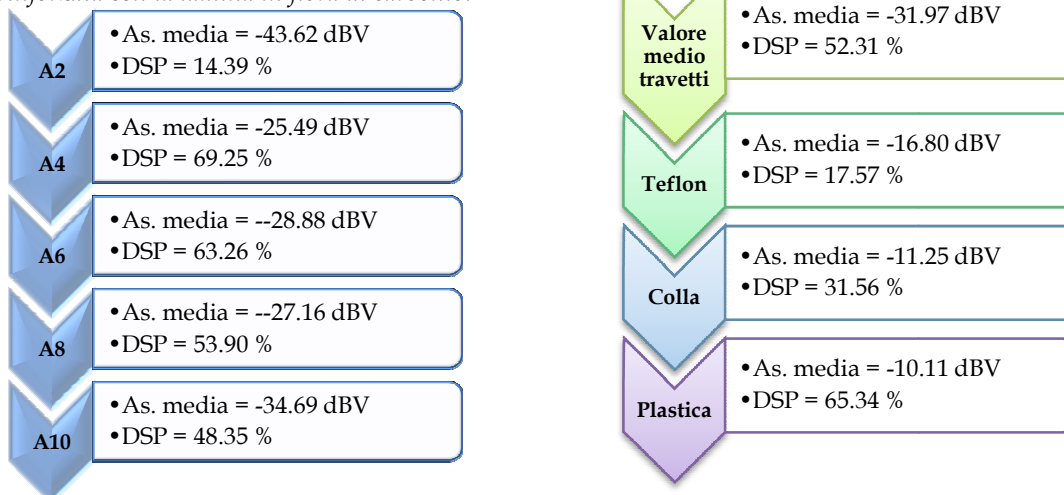 A2
•As. media = -43.62 dBV
•DSP = 14.39 %
A4
•As. media = -25.49 dBV
•DSP = 69.25 %
A6
•As. media = --28.88 dBV
•DSP = 63.26 %
A8
•As. media = --27.16 dBV
•DSP = 53.90 %
A10
•As. media = -34.69 dBV
•DSP = 48.35 %
Valore
medio
travetti
•As. media = -31.97 dBV
•DSP = 52.31 %
Teflon
•As. media = -16.80 dBV
•DSP = 17.57 %
Colla
•As. media = -11.25 dBV
•DSP = 31.56 %
Plastica
•As. media = -10.11 dBV
•DSP = 65.34 %